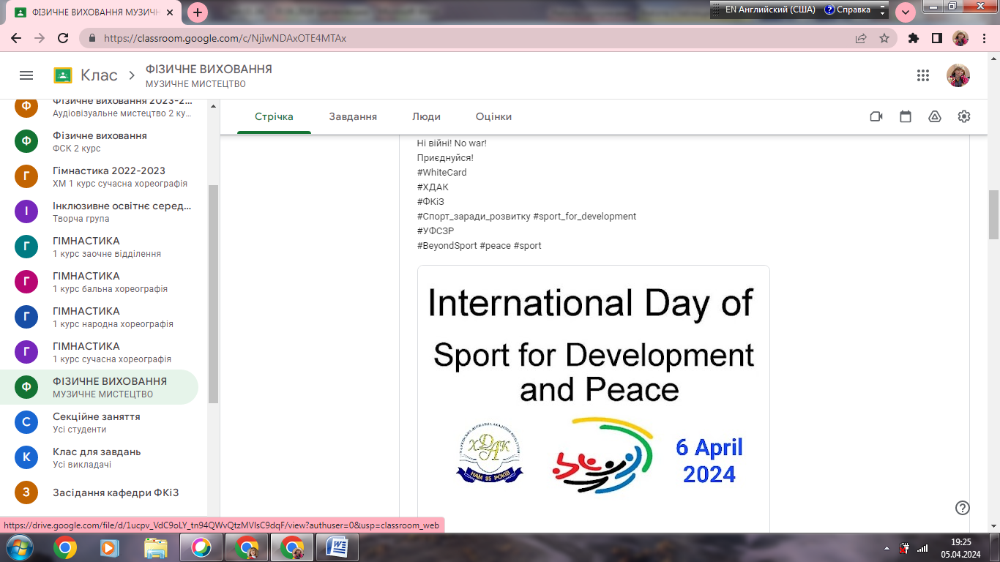 ФІЗИЧНЕ ВИХОВАННЯ МУЗИЧН
EN Английский (США)
Справка
https://classroom.google.com/c/NjIwNDAxOTE4MTAx
Клас
ФІЗИЧНЕ ВИХОВАННЯ
МУЗИЧНЕ МИСТЕЦТВО
Стрічка
Завдання
Люди
Оцінки
Ф
Фізичне виховання 2023-2...
Аудіовізуальне мистецтво 2 ку...
Ф
Фізичне виховання
ФСК 2 курс
Г
Гімнастика 2022-2023
ХМ 1 курс сучасна хореографія
І
Інклюзивне освітнє серед...
Творча група
Г
ГІМНАСТИКА
1 курс заочне відділення
Г
ГІМНАСТИКА
1 курс бальна хореографія
Г
ГІМНАСТИКА
1 курс народна хореографія
Г
ГІМНАСТИКА
1 курс сучасна хореографія
Ф
ФІЗИЧНЕ ВИХОВАННЯ
МУЗИЧНЕ МИСТЕЦТВО
С
Секційне заняття
Усі студенти
К
Клас для завдань
Усі викладачі
З
Засідання кафедри ФКіЗ
Ні війні! No war!
Приєднуйся!
#WhiteCard
#ХДАК
#ФКіЗ
#Спорт_заради_розвитку #sport_for_development
#УФСЗР
#BeyondSport #peace #sport
International Day of
Sport for Development
and Peace
ХДАК
НАМ 95 РОКІВ
6 April
2024
https://drive.google.com/file/d/1ucpv_VdC9oLY_tn94QWvQtzMVlsC9dqF/view?authuser=0&usp=classroom_web
19:25
05.04.2024